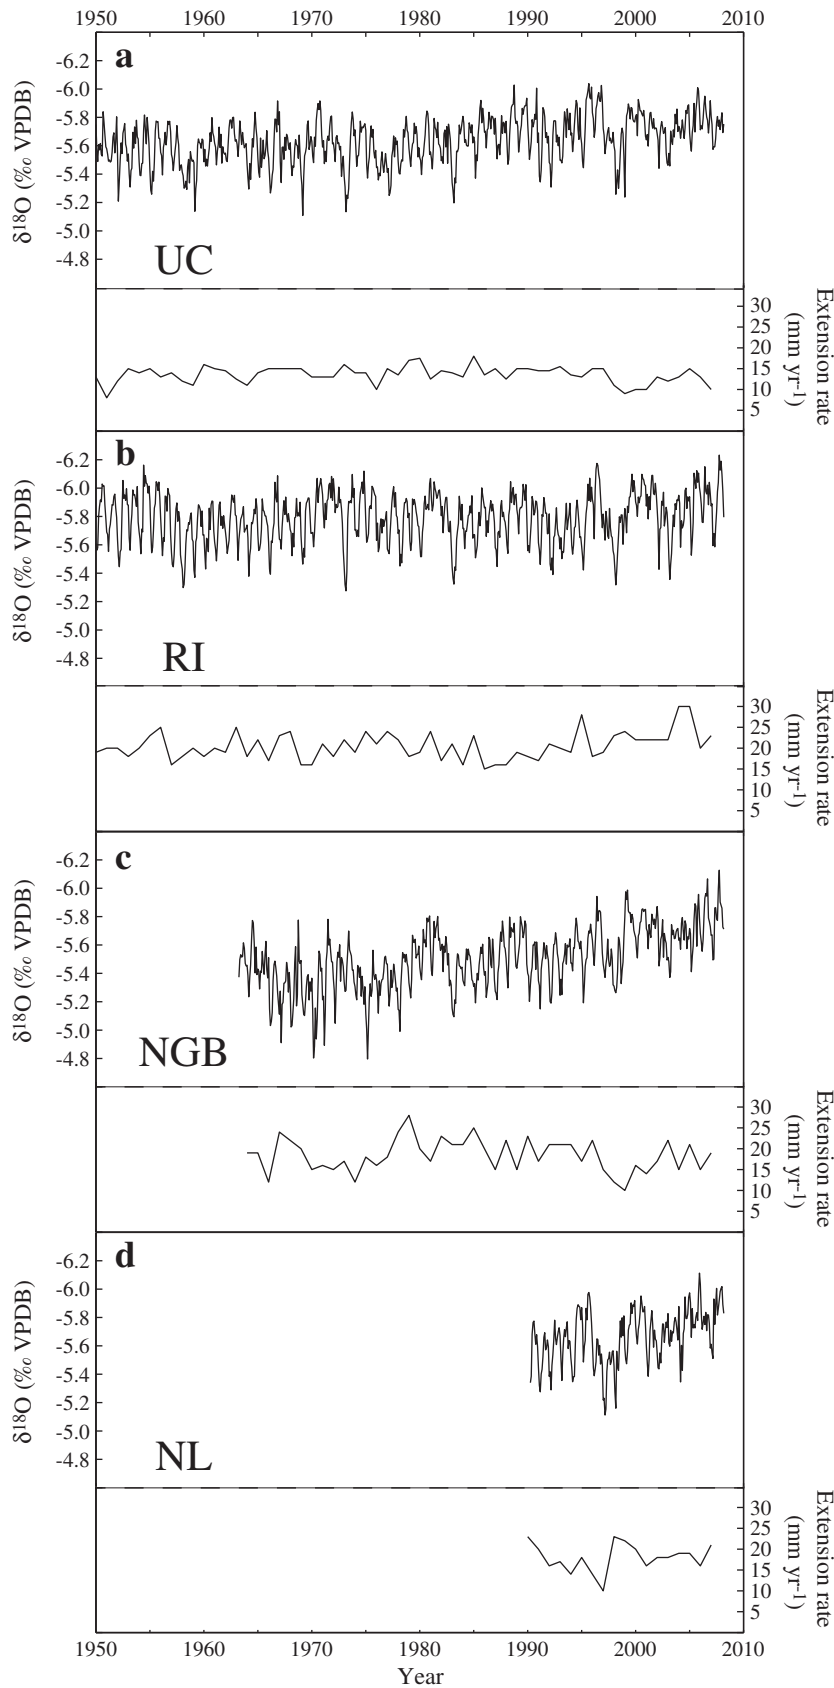 1950 1960 1970 1980 1990 2000 2010
a
-6.2
-6.0
-5.8
-5.6
-5.4
-5.2
-5.0
-4.8
δ18O (‰ VPDB)
UC
30
25
20
15
10
5
Extension rate
(mm yr-1)
b
-6.2
-6.0
-5.8
-5.6
-5.4
-5.2
-5.0
-4.8
δ18O (‰ VPDB)
RI
30
25
20
15
10
5
Extension rate
(mm yr-1)
c
-6.2
-6.0
-5.8
-5.6
-5.4
-5.2
-5.0
-4.8
δ18O (‰ VPDB)
NGB
30
25
20
15
10
5
Extension rate
(mm yr-1)
d
-6.2
-6.0
-5.8
-5.6
-5.4
-5.2
-5.0
-4.8
δ18O (‰ VPDB)
NL
30
25
20
15
10
5
Extension rate
(mm yr-1)
1950 1960 1970 1980 1990 2000 2010
Year